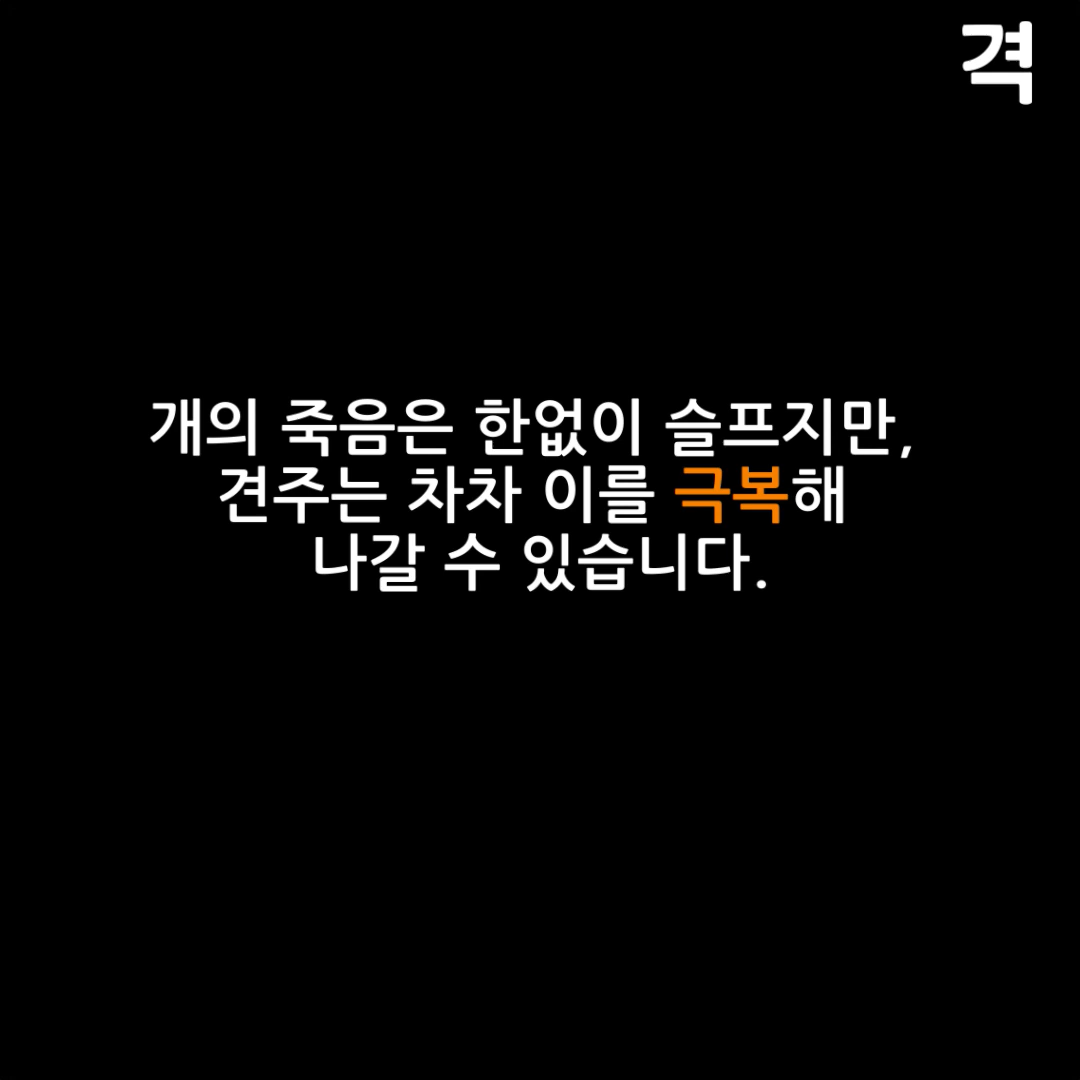 격
개의 죽음은 한없이 슬프지만,
견주는 차차 이를 극복해
나갈 수 있습니다.